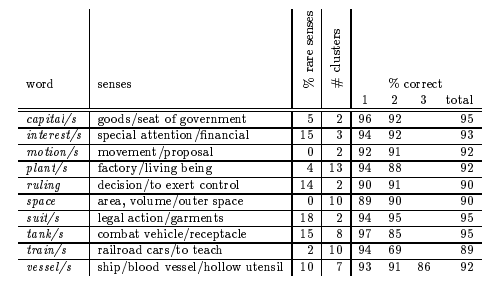 word senses % rare senses # clusters % correct
1 2 3 total
capital/s goods/seat of government 5 2 96 92 95
interest/s special attention/financial 15 3 94 92 93
motion/s movement/proposal 0 2 92 91 92
plant/s factory/living being 4 13 94 88 92
ruling decision/to exert control 14 2 90 91 90
space area, volume/outer space 0 10 89 90 90
suit/s legal action/garments 18 2 94 95 95
tank/s combat vehicle/receptacle 15 8 97 85 95
train/s railroad cars/to teach 2 10 94 69 89
vessel/s ship/blood vessel/hollow utensil 10 7 93 91 86 92